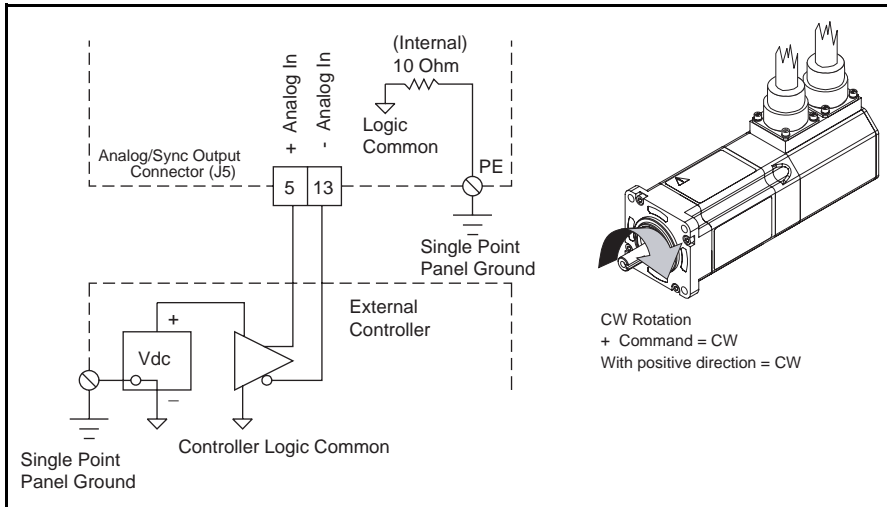 (Internal)
10 Ohm
+ Analog In
- Analog In
Logic
Common
Analog/Sync Output
Connector (J5)
5
13
PE
Single Point
Panel Ground
External
Controller
+
Vdc
–
Controller Logic Common
Single Point
Panel Ground
CW Rotation
+ Command = CW
With positive direction = CW